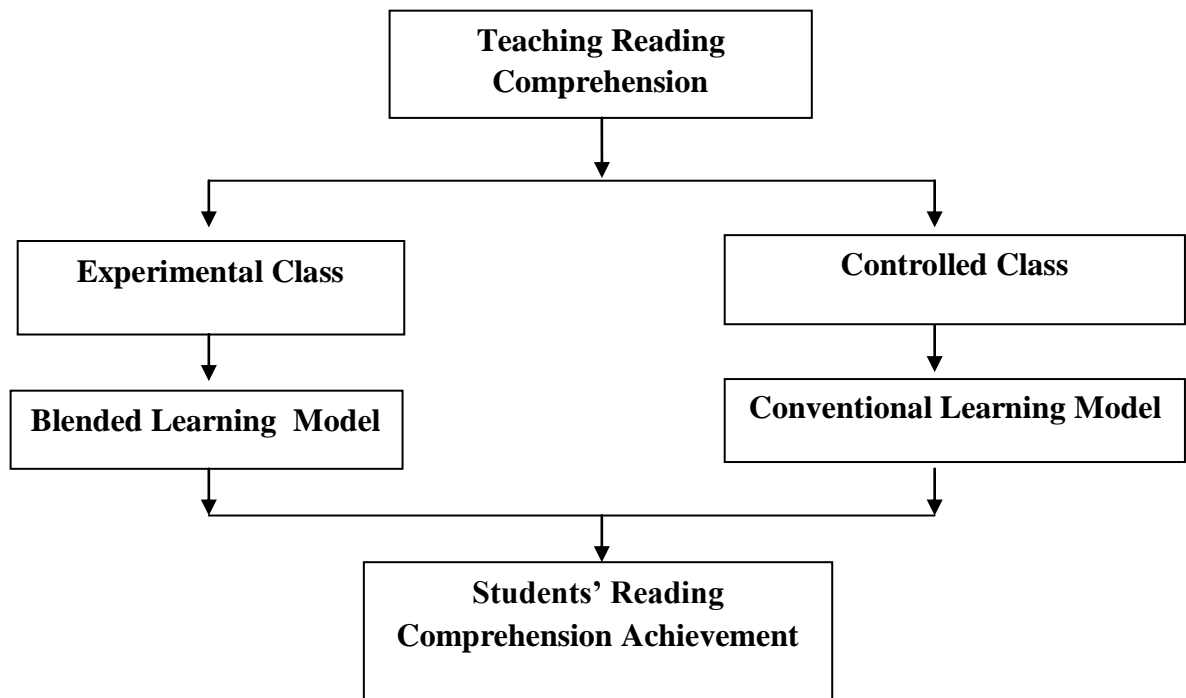 Teaching Reading
Comprehension
Experimental Class
Controlled Class
Blended Learning  Model
Conventional Learning Model
Students’ Reading
Comprehension Achievement